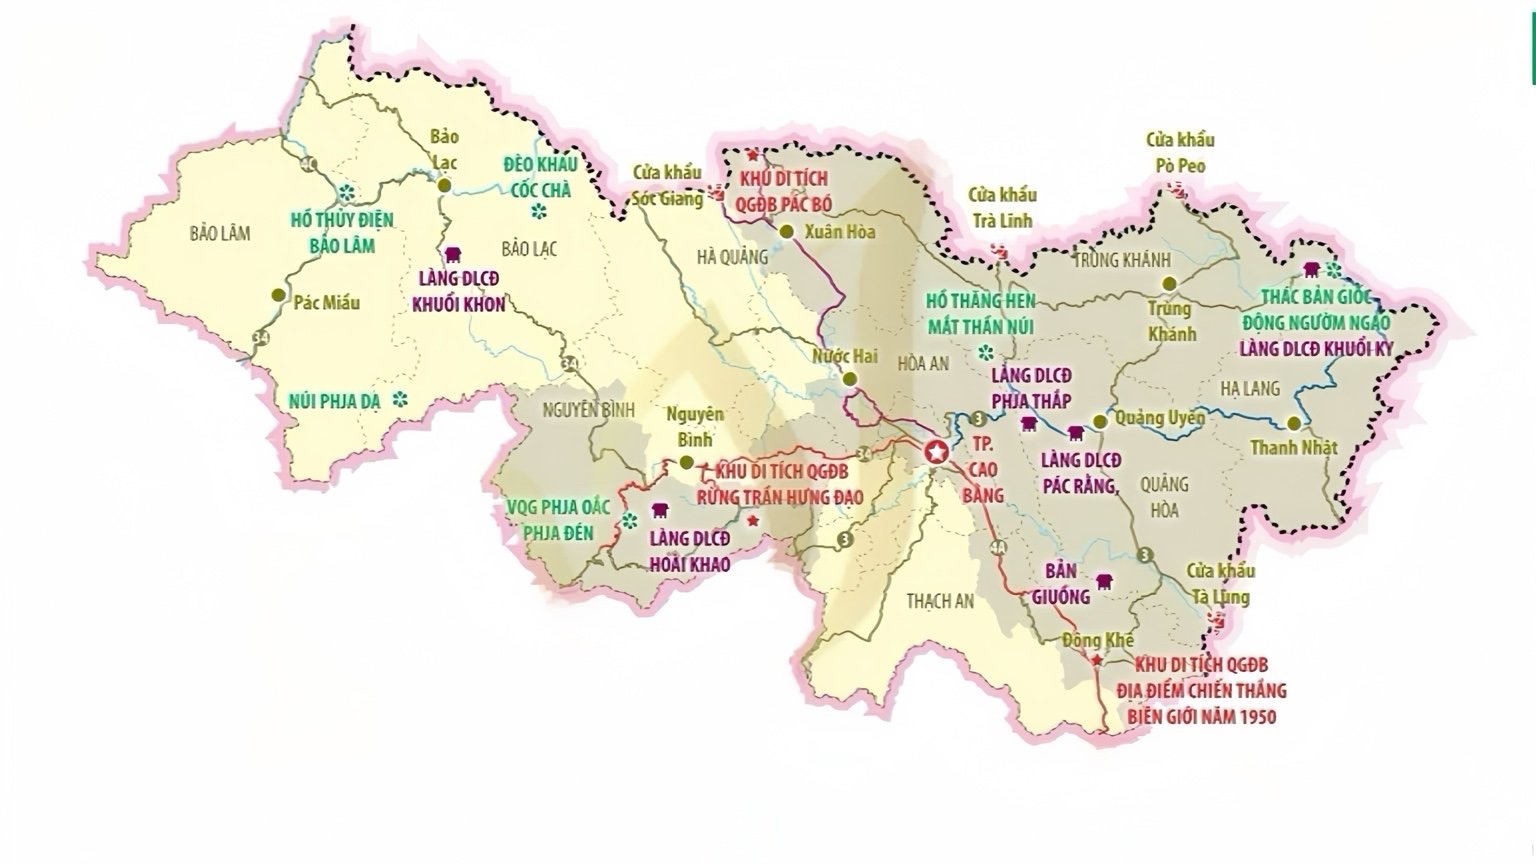 Bảo
Lạc
ĐÈO KHAU
CỐC CHÀ
Cửa khẩu
Sóc Giang
KHU DI TÍCH
QGĐB PÁC BÓ
Cửa khẩu
Trà Lĩnh
Cửa khẩu
Pò Peo
4C
HỒ THỦY ĐIỆN
BẢO LÂM
BẢO LÂM
BẢO LẠC
HÀ QUẢNG
Xuân Hòa
TRÙNG KHÁNH
LÀNG DLCĐ
KHUỔI KHON
Pác Miầu
34
HỒ THĂNG HEN
MẮT THẦN NÚI
Trùng
Khánh
THÁC BẢN GIỐC
ĐỘNG NGƯỜM NGAO
LÀNG DLCĐ KHUỔI KY
Nước Hai
HÒA AN
34
LÀNG DLCĐ
PHJA THẮP
HẠ LANG
NÚI PHJA DẠ
NGUYÊN BÌNH
Nguyên
Bình
3
Quảng Uyên
Thanh Nhật
TP.
CAO
BẰNG
34
KHU DI TÍCH QGĐB
RỪNG TRẦN HƯNG ĐẠO
LÀNG DLCĐ
PÁC RẰNG,
QUẢNG
HÒA
VQG PHJA OẮC
PHJA ĐÉN
LÀNG DLCĐ
HOÀI KHAO
3
4A
3
BẢN
GIUỒNG
Cửa khẩu
Tà Lùng
THẠCH AN
Đông Khê
KHU DI TÍCH QGĐB
ĐỊA ĐIỂM CHIẾN THẮNG
BIÊN GIỚI NĂM 1950